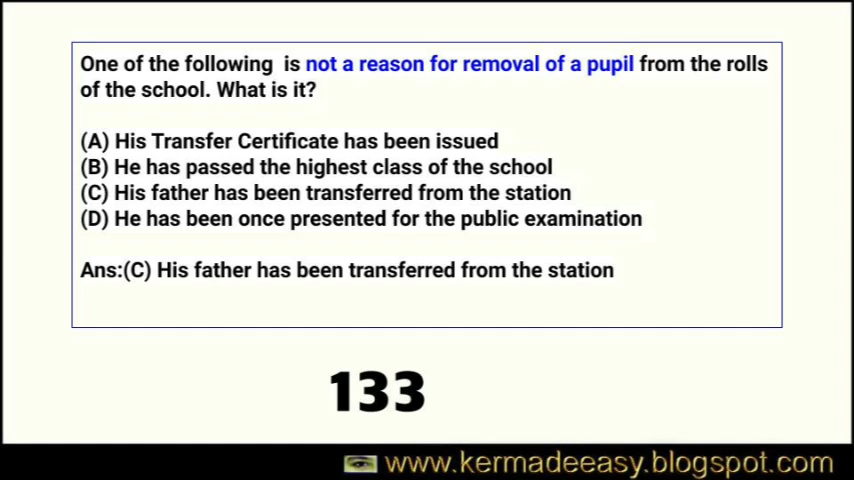 One of the following is not a reason for removal of a pupil from the rolls
of the school. What is it?
(A) His Transfer Certificate has been issued
(B) He has passed the highest class of the school
(C) His father has been transferred from the station
(D) He has been once presented for the public examination
Ans:(C) His father has been transferred from the station
133
www.kermadeeasy.blogspot.com